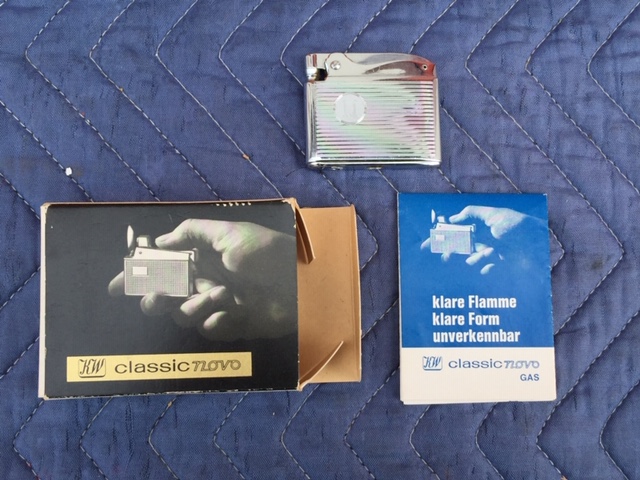 KW classic novo
klare Flamme
klare Form
unverkennbar
KW classic novo
GAS